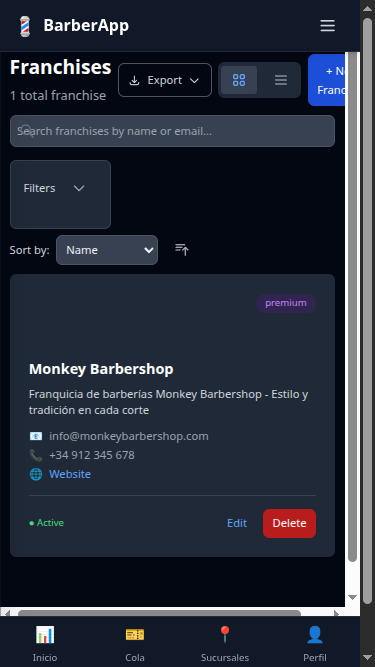 BarberApp
Franchises
1 total franchise
Export
+ N
Franc
Search franchises by name or email...
Filters
Sort by:
Name
premium
Monkey Barbershop
Franquicia de barberías Monkey Barbershop - Estilo y
tradición en cada corte
info@monkeybarbershop.com
+34 912 345 678
Website
● Active
Edit
Delete
Inicio
Cola
Sucursales
Perfil